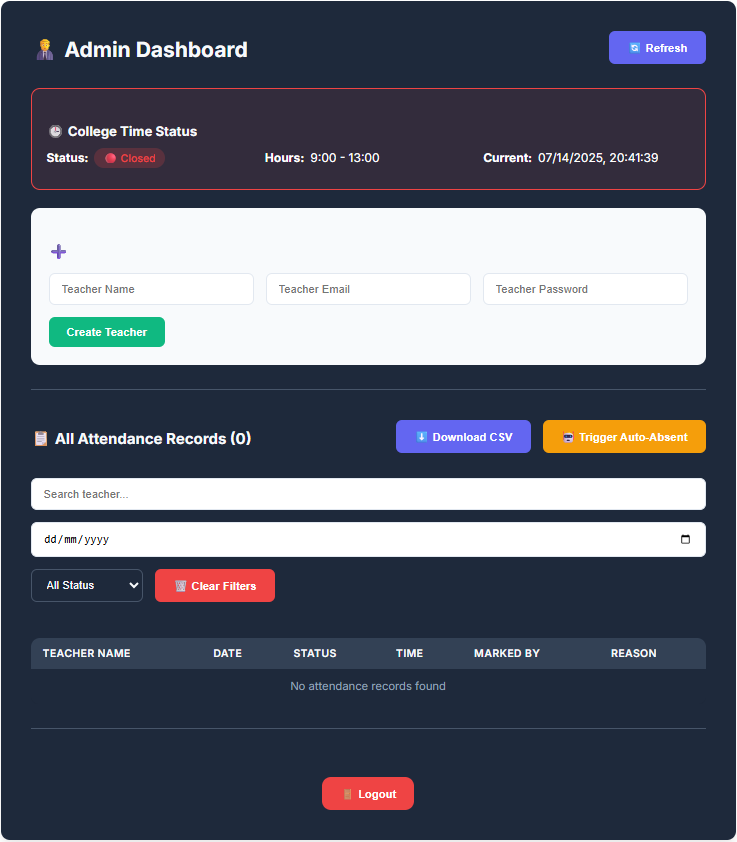 Admin Dashboard
Refresh
College Time Status
Status: Closed
Hours: 9:00 - 13:00
Current: 07/14/2025, 20:41:39
Teacher Name
Teacher Email
Teacher Password
Create Teacher
All Attendance Records (0)
Download CSV
Trigger Auto-Absent
Search teacher...
dd/mm/yyyy
All Status
Clear Filters
TEACHER NAME DATE STATUS TIME MARKED BY REASON
No attendance records found
Logout